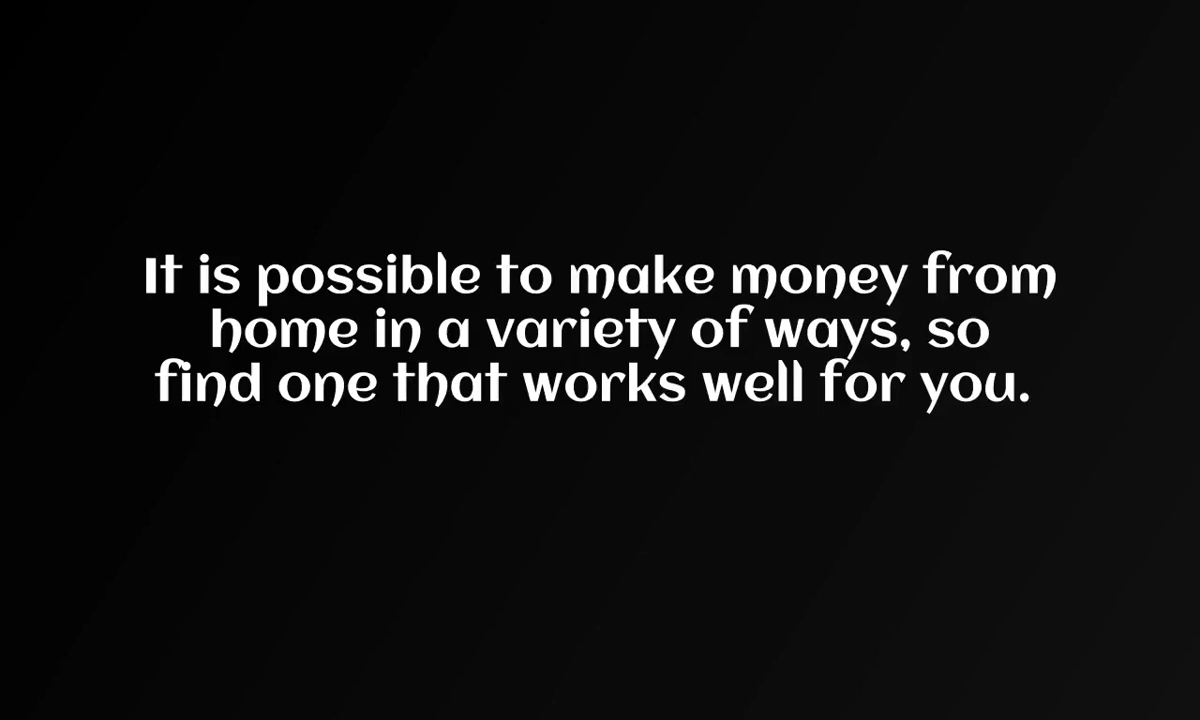 It is possible to make money from
home in a variety of ways, so
find one that works well for you.